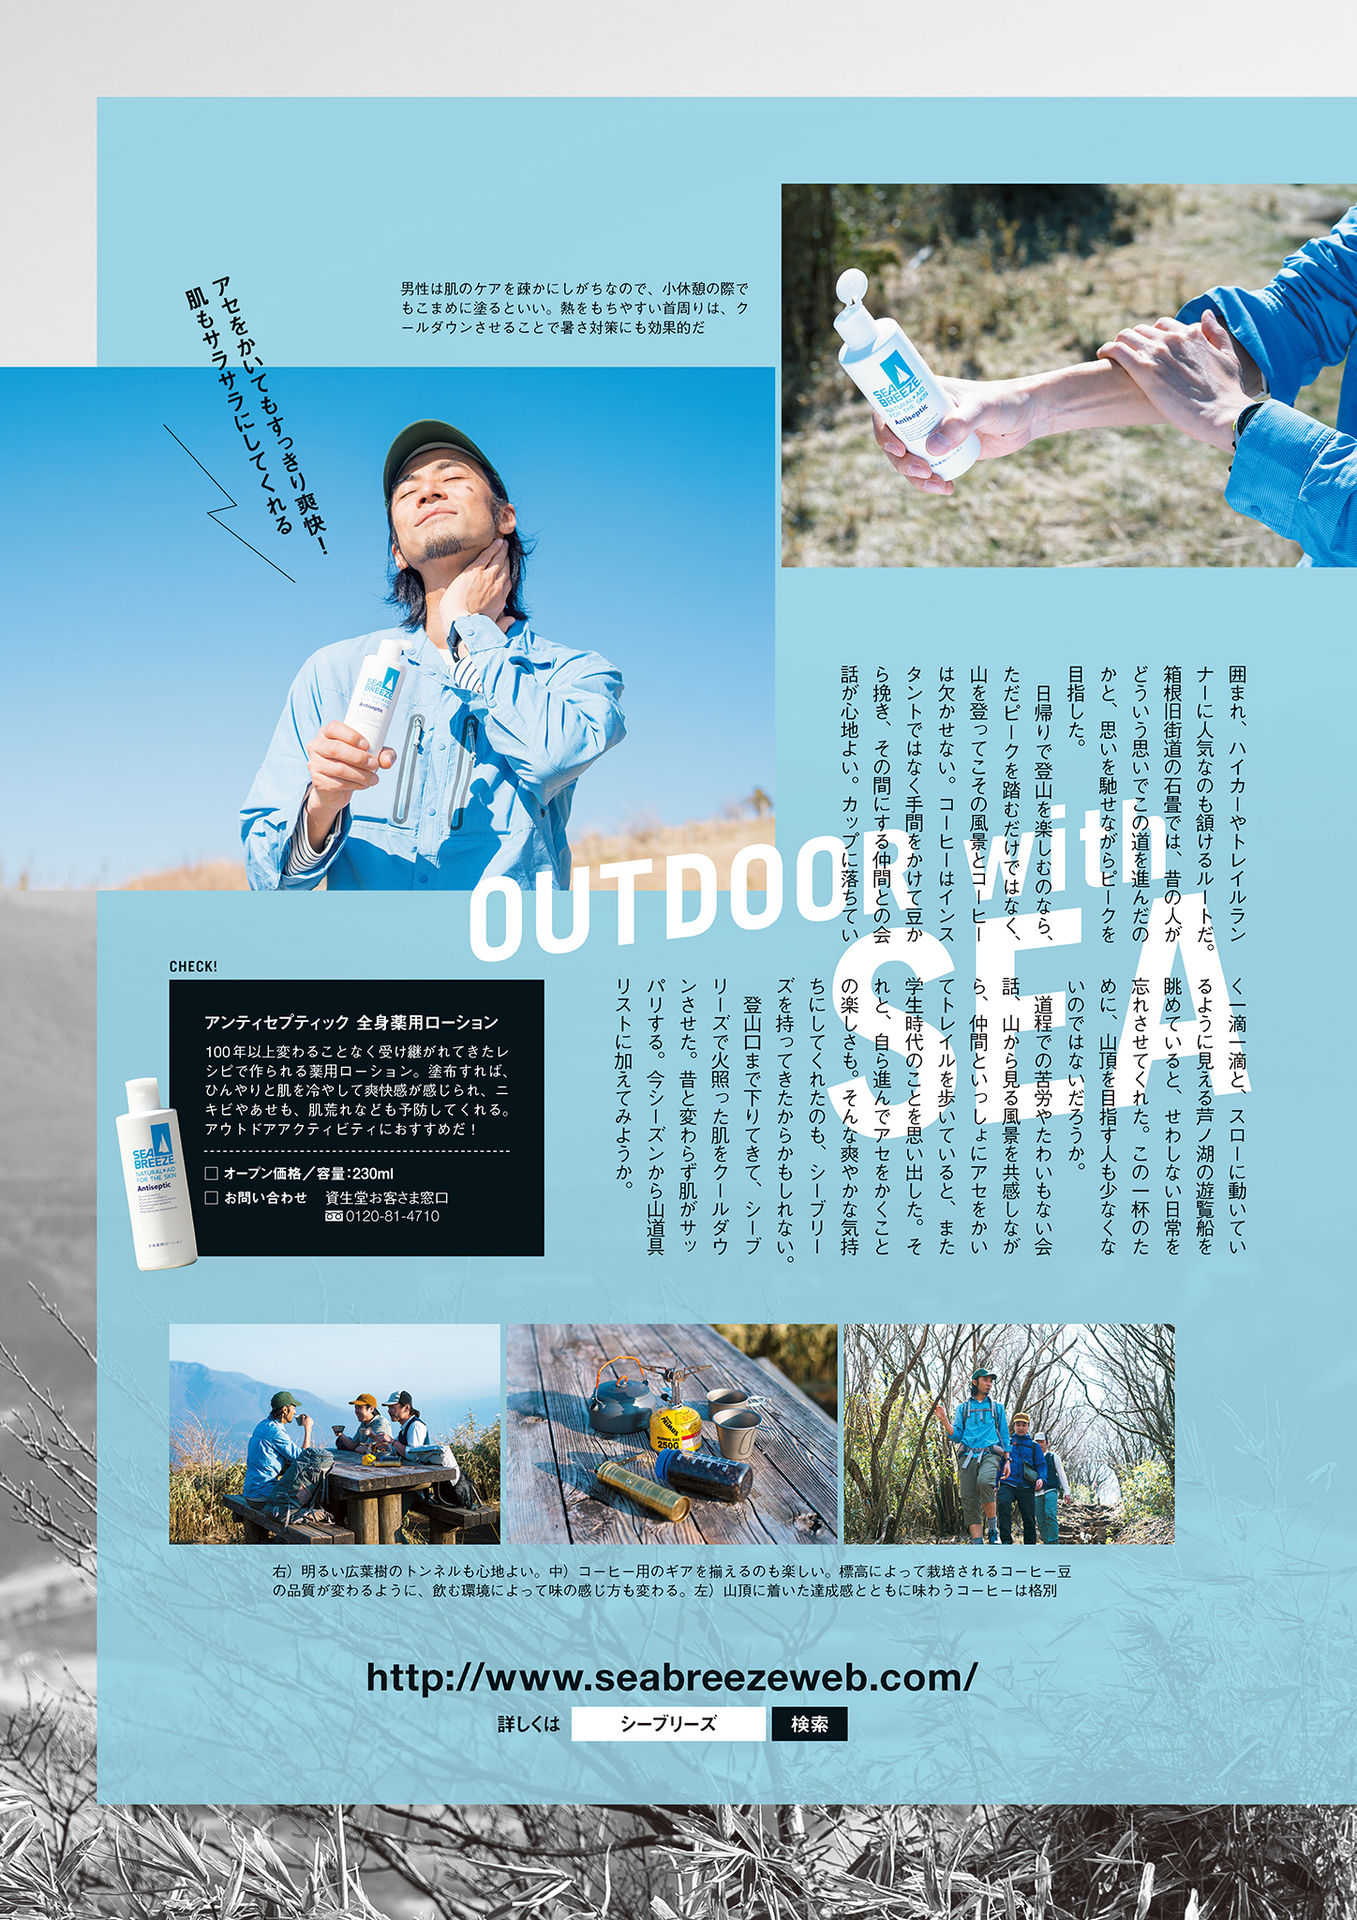 男性は肌のケアを疎かにしがちなので、小休憩の際で
もこまめに塗るといい。熱をもちやすい首周りは、ク
ールダウンさせることで暑さ対策にも効果的だ
アセをかいてもすっきり爽快！
肌もサラサラにしてくれる
SEA
BREEZE
NATURAL+AID
FOR THE SKIN
Antiseptic
全身薬用ローション
SEA
BREEZE
Antiseptic
囲まれ、ハイカーやトレイルラン
ナーに人気なのも頷けるルートだ。
箱根旧街道の石畳では、昔の人が
どういう思いでこの道を進んだの
かと、思いを馳せながらピークを
目指した。
日帰りで登山を楽しむのなら、
ただピークを踏むだけではなく、
山を登ってこその風景とコーヒー
は欠かせない。コーヒーはインス
タントではなく手間をかけて豆か
ら挽き、その間にする仲間との会
話が心地よい。カップに落ちてい
く一滴一滴と、スローに動いてい
るように見える芦ノ湖の遊覧船を
眺めていると、せわしない日常を
忘れさせてくれた。この一杯のた
めに、山頂を目指す人も少なくな
いのではないだろうか。
道程での苦労やたわいもない会
話、山から見る風景を共感しなが
ら、仲間といっしょにアセをかい
てトレイルを歩いていると、また
学生時代のことを思い出した。そ
れと、自ら進んでアセをかくこと
の楽しさも。そんな爽やかな気持
ちにしてくれたのも、シーブリー
ズを持ってきたからかもしれない。
登山口まで下りてきて、シーブ
リーズで火照った肌をクールダウ
ンさせた。昔と変わらず肌がサッ
パリする。今シーズンから山道具
リストに加えてみようか。
OUTDOOR with
SEA
CHECK!
アンティセプティック 全身薬用ローション
100年以上変わることなく受け継がれてきたレ
シピで作られる薬用ローション。塗布すれば、
ひんやりと肌を冷やして爽快感が感じられ、ニ
キビやあせも、肌荒れなども予防してくれる。
アウトドアアクティビティにおすすめだ！
□ オープン価格／容量：230ml
□ お問い合わせ 資生堂お客さま窓口
0120-81-4710
SEA
BREEZE
NATURAL+AID
FOR THE SKIN
Antiseptic
全身薬用ローション
PRIMUS
250G
右）明るい広葉樹のトンネルも心地よい。中）コーヒー用のギアを揃えるのも楽しい。標高によって栽培されるコーヒー豆
の品質が変わるように、飲む環境によって味の感じ方も変わる。左）山頂に着いた達成感とともに味わうコーヒーは格別
http://www.seabreezeweb.com/
詳しくは シーブリーズ 検索